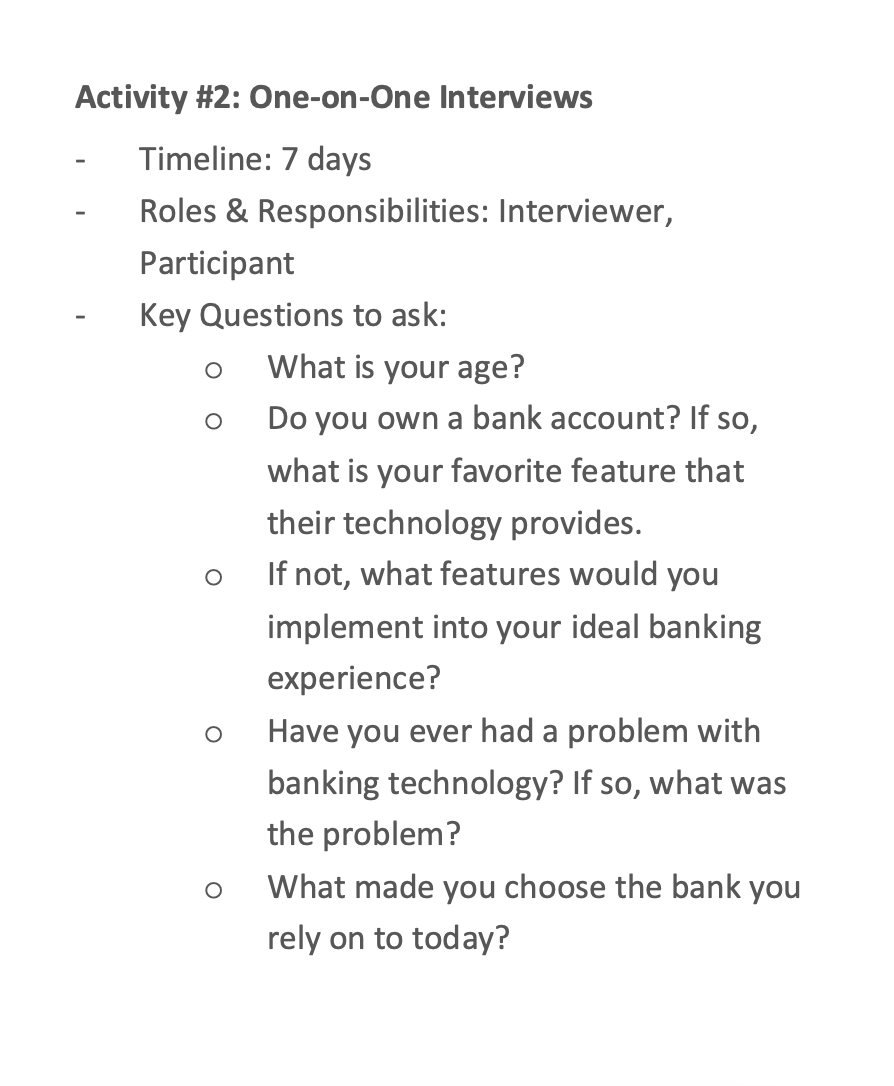 Activity #2: One-on-One Interviews
- Timeline: 7 days
- Roles & Responsibilities: Interviewer,
Participant
- Key Questions to ask:
o What is your age?
o Do you own a bank account? If so,
what is your favorite feature that
their technology provides.
o If not, what features would you
implement into your ideal banking
experience?
o Have you ever had a problem with
banking technology? If so, what was
the problem?
o What made you choose the bank you
rely on to today?